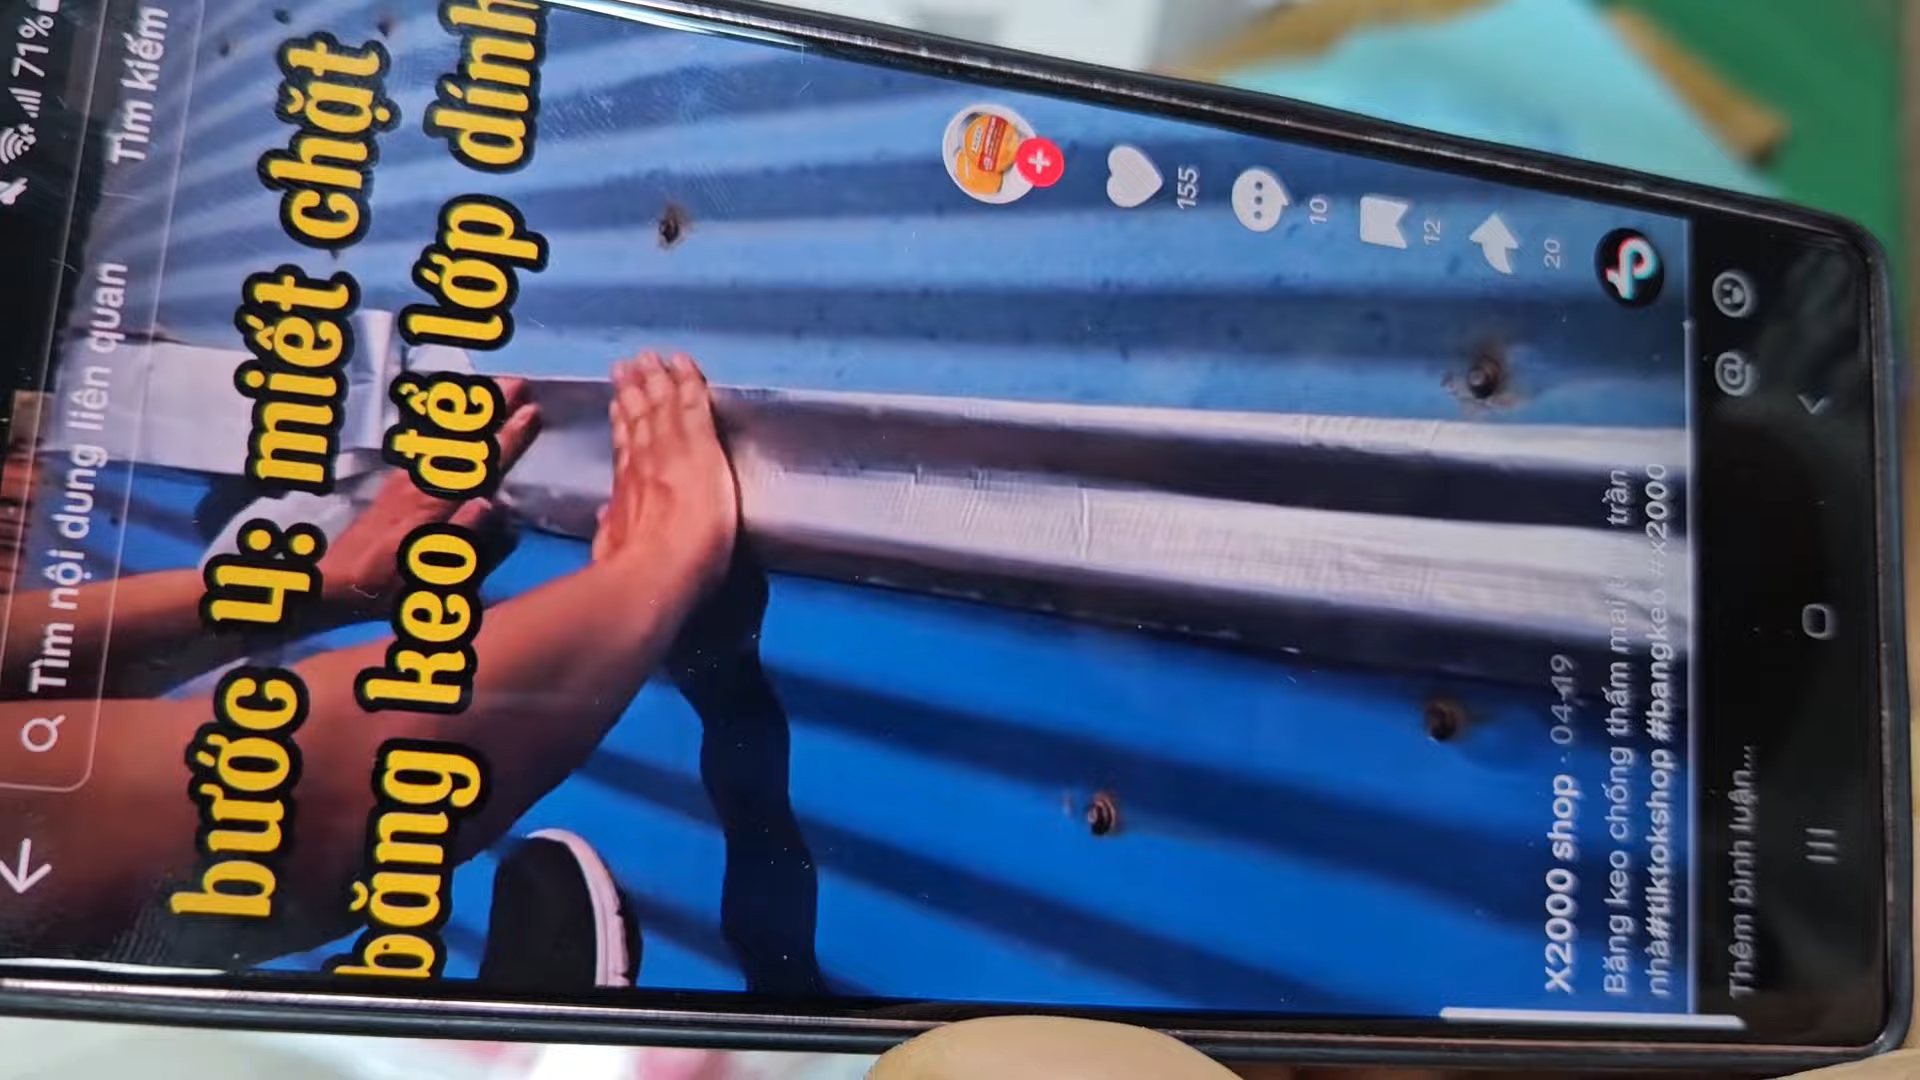 71%
Tìm nội dung liên quan
Tìm kiếm
bước 4: miết chặt
băng keo để lớp dính
155
10
12
20
X2000 shop · 04-19
Băng keo chống thấm mái trần
nhà#tiktokshop #bangkeo #x2000
Thêm bình luận...
@